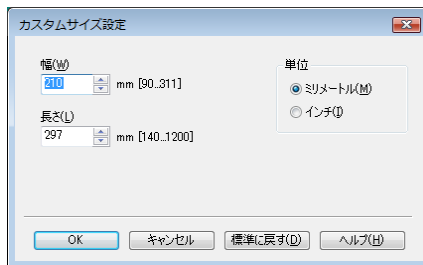 カスタムサイズ設定
幅(W)
210 mm [90...311]
長さ(L)
297 mm [140...1200]
単位
ミリメートル(M)
インチ(I)
OK キャンセル 標準に戻す(D) ヘルプ(H)